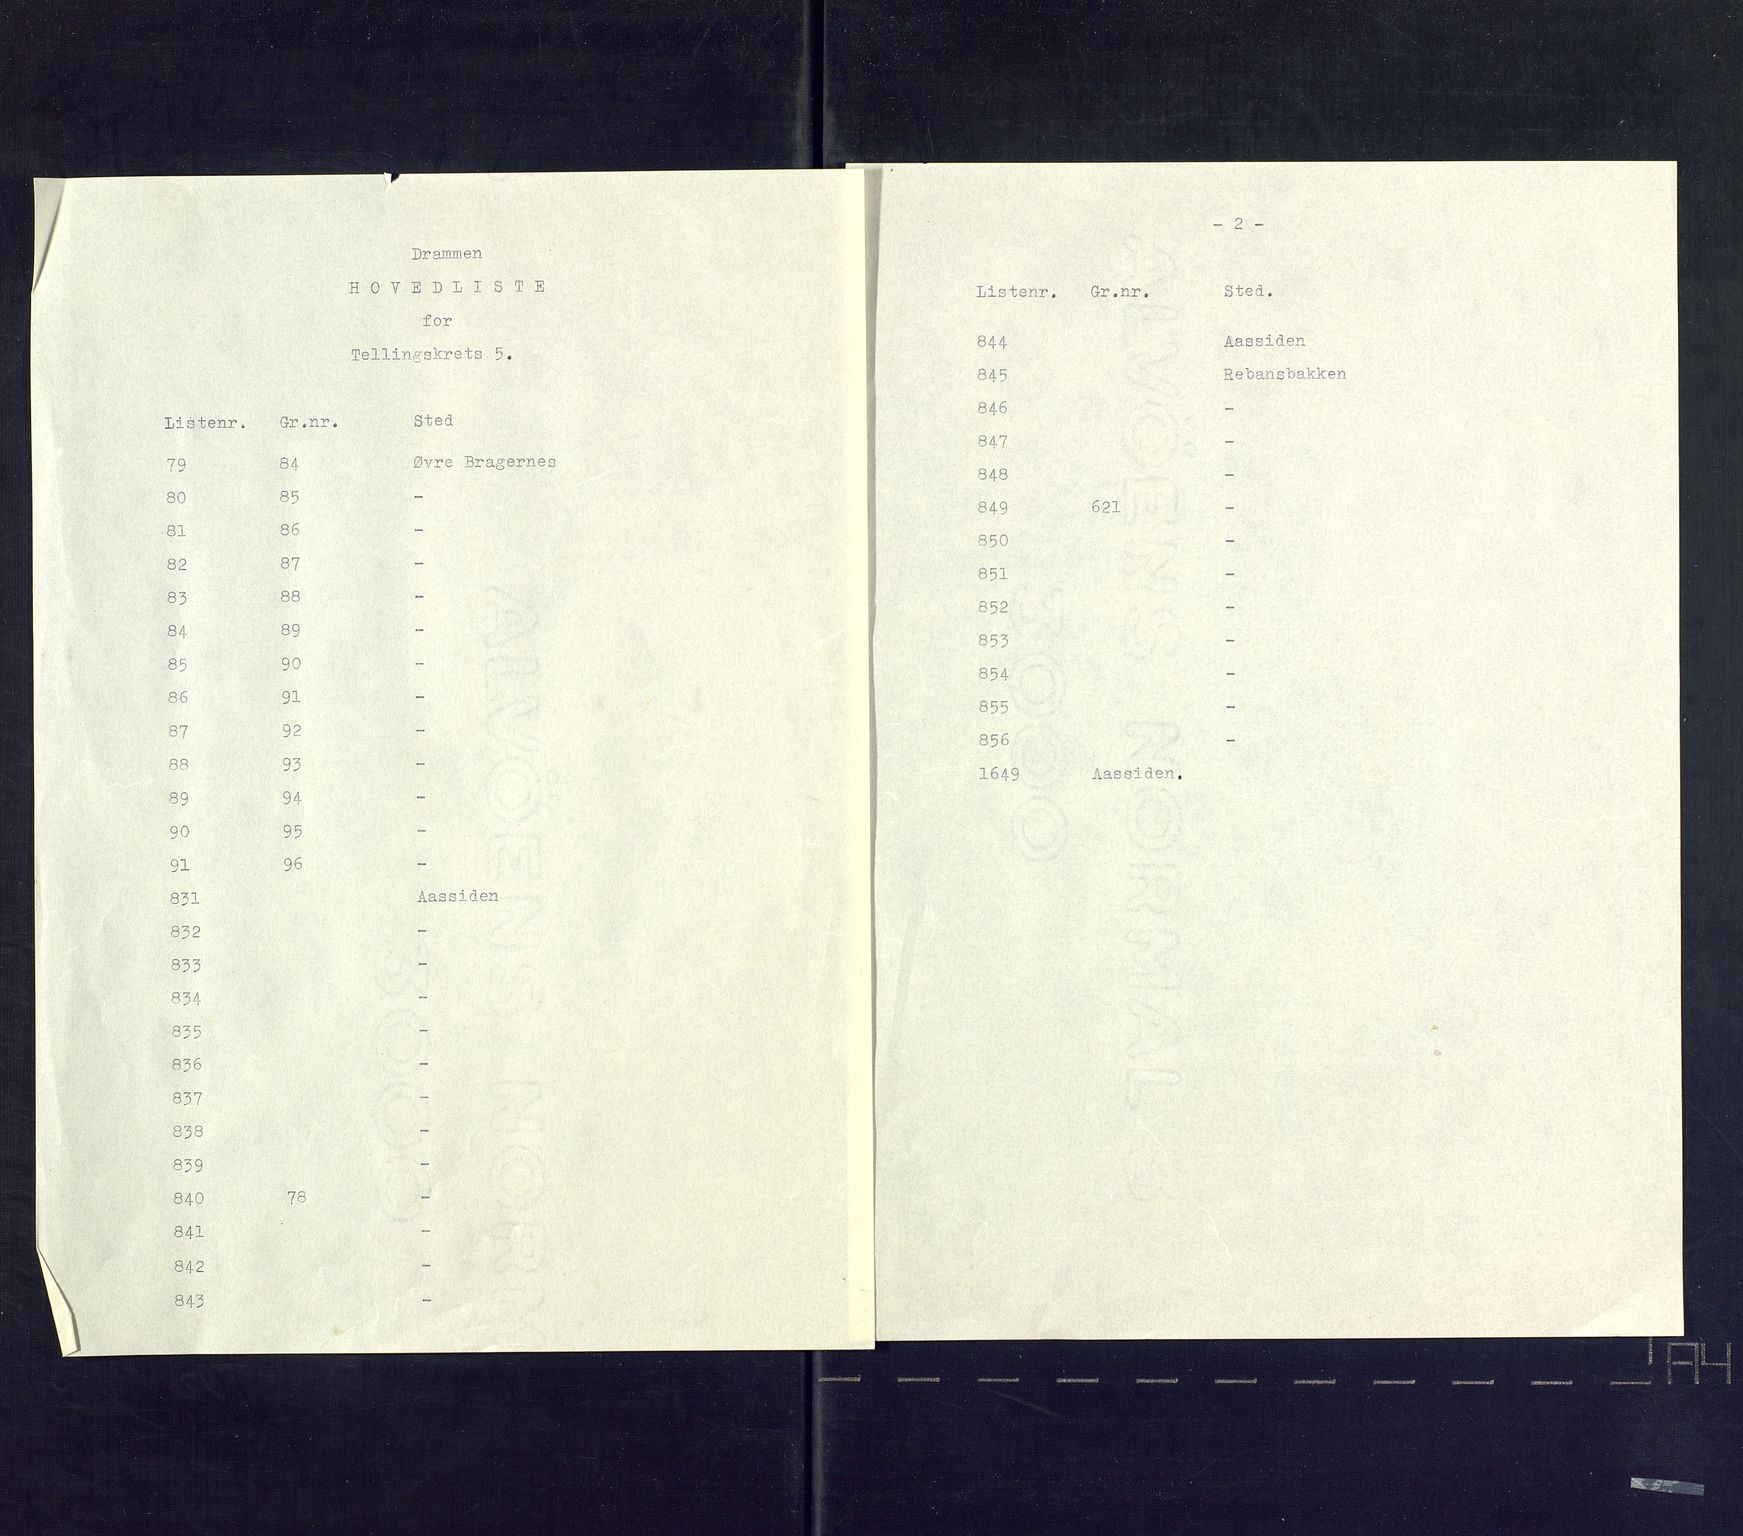 Drammen
H O V E D L I S T E
for
Tellingskrets 5.
Listenr. Gr.nr. Sted
79 84 Øvre Bragernes
80 85 -
81 86 -
82 87 -
83 88 -
84 89 -
85 90 -
86 91 -
87 92 -
88 93 -
89 94 -
90 95 -
91 96 -
831 Aassiden
832 -
833 -
834 -
835 -
836 -
837 -
838 -
839 -
840 78 -
841 -
842 -
843 -
- 2 -
Listenr. Gr.nr. Sted.
844 Aassiden
845 Rebansbakken
846 -
847 -
848 -
849 621 -
850 -
851 -
852 -
853 -
854 -
855 -
856 -
1649 Aassiden.
A4